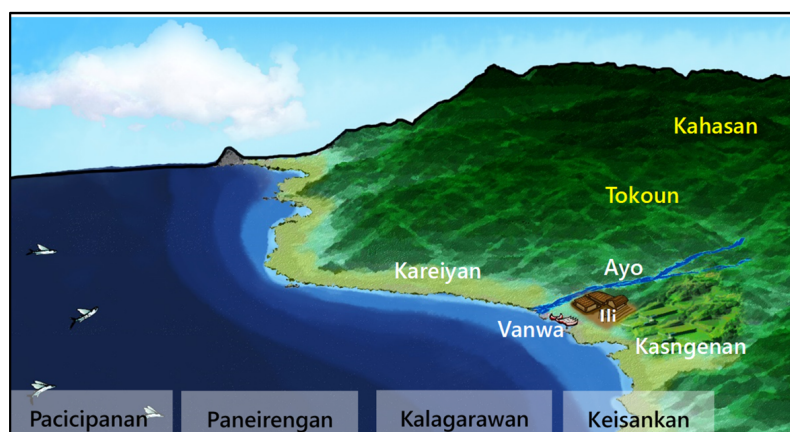 Kahasan
Tokoun
Ayo
Kareiyan
Ili
Vanwa
Kasngenan
Pacicipanan
Paneirengan
Kalagarawan
Keisankan